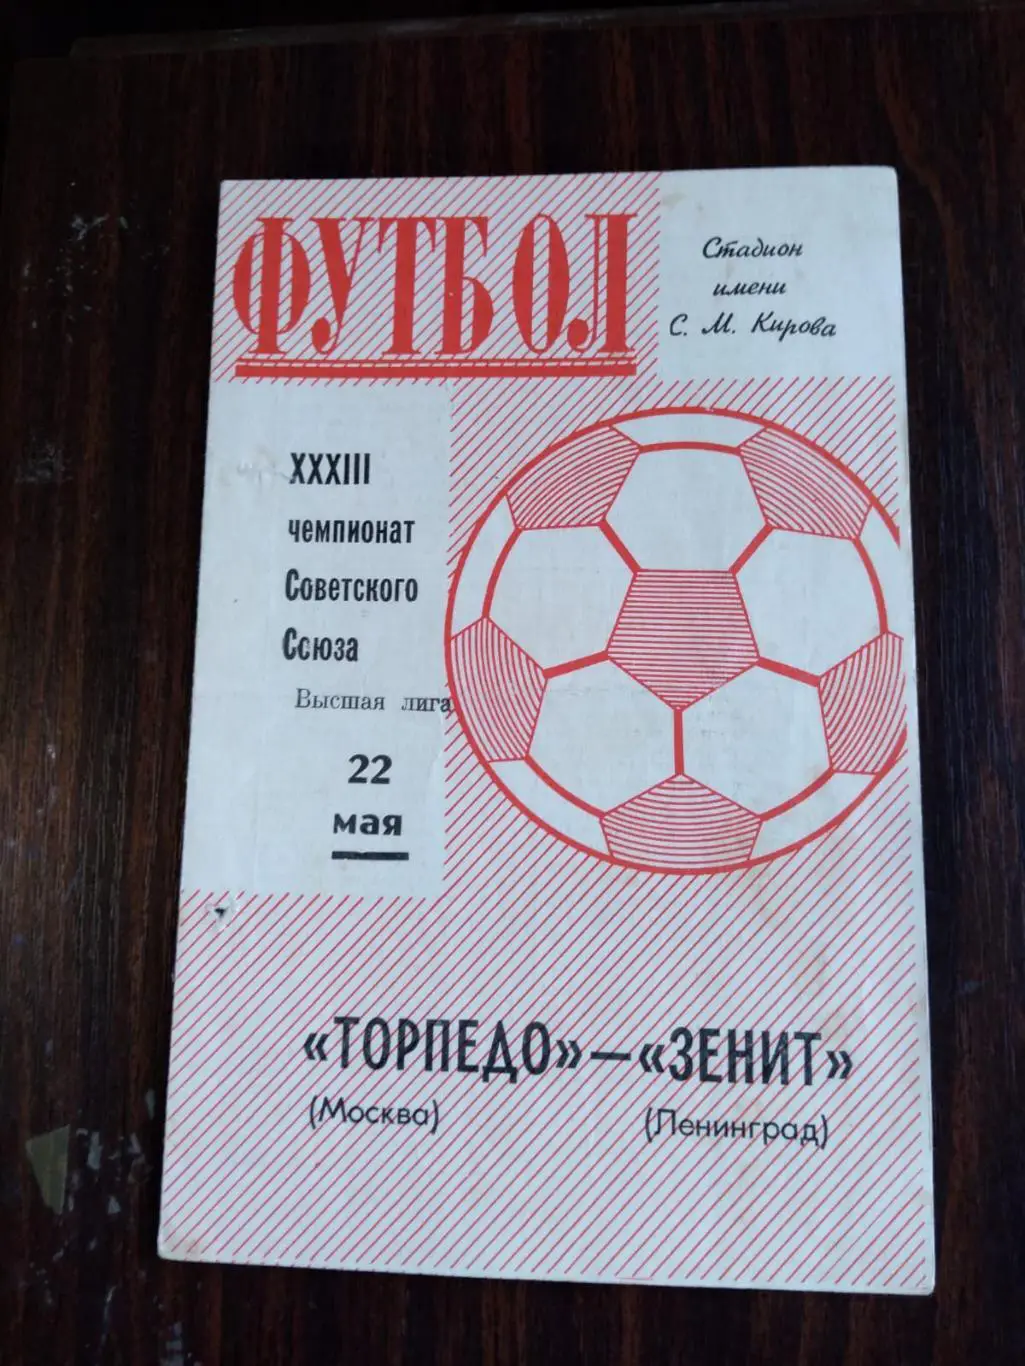 ФУТБОЛ
Стадион
имени
С. М. Кирова
XXXIII
чемпионат
Советского
Союза
Высшая лига
22
мая
«ТОРПЕДО»—«ЗЕНИТ»
(Москва) (Ленинград)